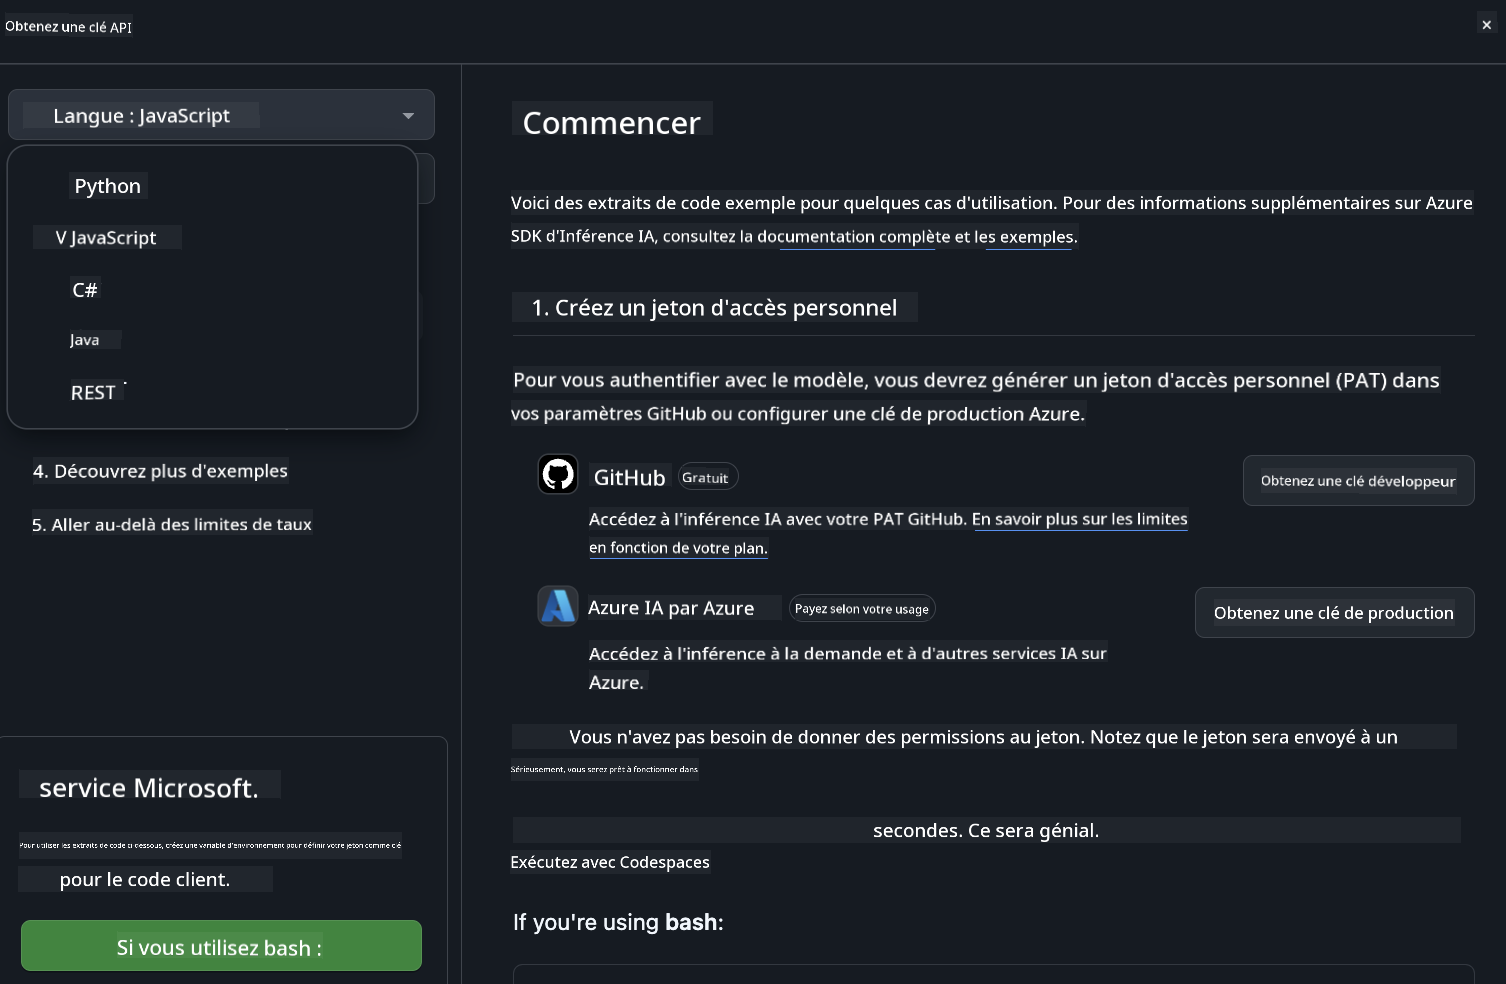 Obtenez une clé API
×
Langue : JavaScript
Python
V JavaScript
C#
Java
REST
4. Découvrez plus d'exemples
5. Aller au-delà des limites de taux
service Microsoft.
Pour utiliser les extraits de code ci-dessous, créez une variable d'environnement pour définir votre jeton comme clé
pour le code client.
Si vous utilisez bash :
Commencer
Voici des extraits de code exemple pour quelques cas d'utilisation. Pour des informations supplémentaires sur Azure
SDK d'Inférence IA, consultez la documentation complète et les exemples.
1. Créez un jeton d'accès personnel
Pour vous authentifier avec le modèle, vous devrez générer un jeton d'accès personnel (PAT) dans
vos paramètres GitHub ou configurer une clé de production Azure.
GitHub Gratuit
Obtenez une clé développeur
Accédez à l'inférence IA avec votre PAT GitHub. En savoir plus sur les limites
en fonction de votre plan.
Azure IA par Azure Payez selon votre usage
Obtenez une clé de production
Accédez à l'inférence à la demande et à d'autres services IA sur
Azure.
Vous n'avez pas besoin de donner des permissions au jeton. Notez que le jeton sera envoyé à un
Sérieusement, vous serez prêt à fonctionner dans
secondes. Ce sera génial.
Exécutez avec Codespaces
If you're using bash: